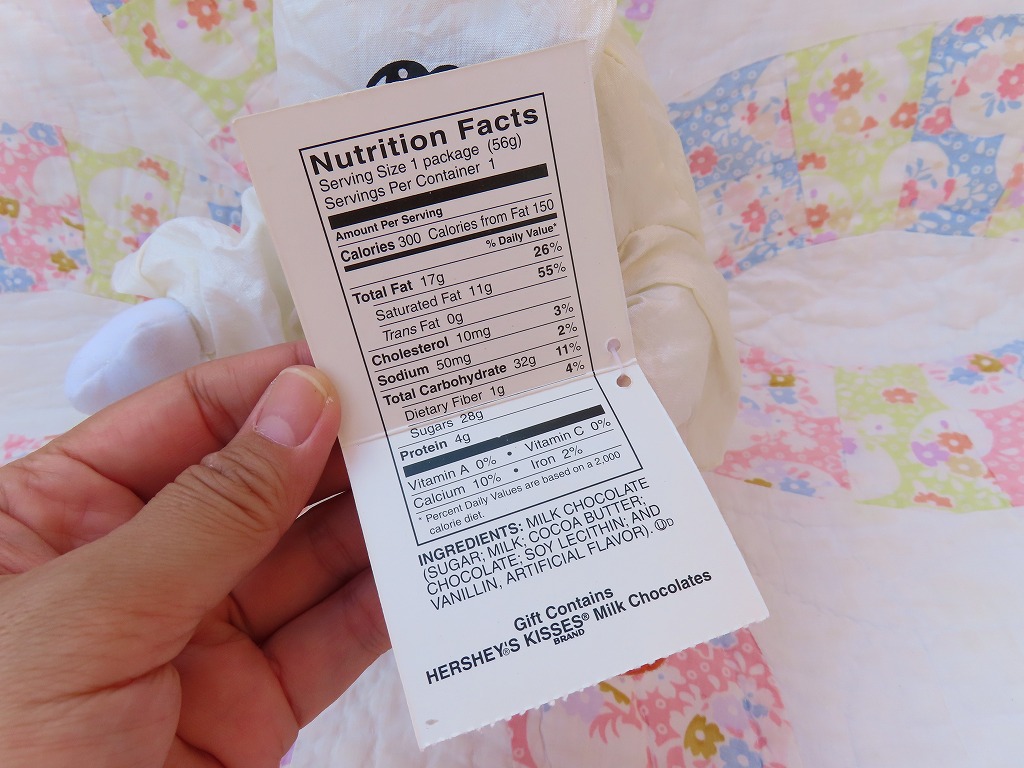 Nutrition Facts
Serving Size 1 package (56g)
Servings Per Container 1
Amount Per Serving
Calories 300 Calories from Fat 150
% Daily Value*
Total Fat 17g 26%
Saturated Fat 11g 55%
Trans Fat 0g
Cholesterol 10mg 3%
Sodium 50mg 2%
Total Carbohydrate 32g 11%
Dietary Fiber 1g 4%
Sugars 28g
Protein 4g
Vitamin A 0% • Vitamin C 0%
Calcium 10% • Iron 2%
* Percent Daily Values are based on a 2,000
calorie diet.
INGREDIENTS: MILK CHOCOLATE
(SUGAR; MILK; COCOA BUTTER;
CHOCOLATE; SOY LECITHIN; AND
VANILLIN, ARTIFICIAL FLAVOR). ⓊD
Gift Contains
HERSHEY®S KISSES® Milk Chocolates
BRAND